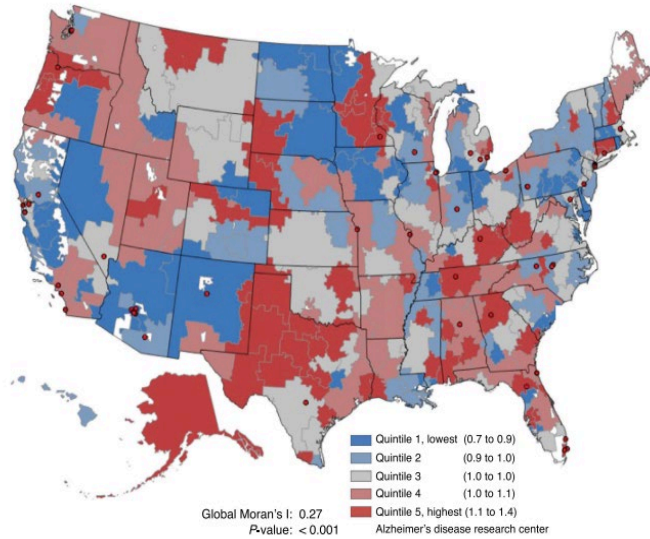 Quintile 1, lowest (0.7 to 0.9)
Quintile 2 (0.9 to 1.0)
Quintile 3 (1.0 to 1.0)
Quintile 4 (1.0 to 1.1)
Quintile 5, highest (1.1 to 1.4)
Alzheimer's disease research center
Global Moran's I: 0.27
P-value: < 0.001